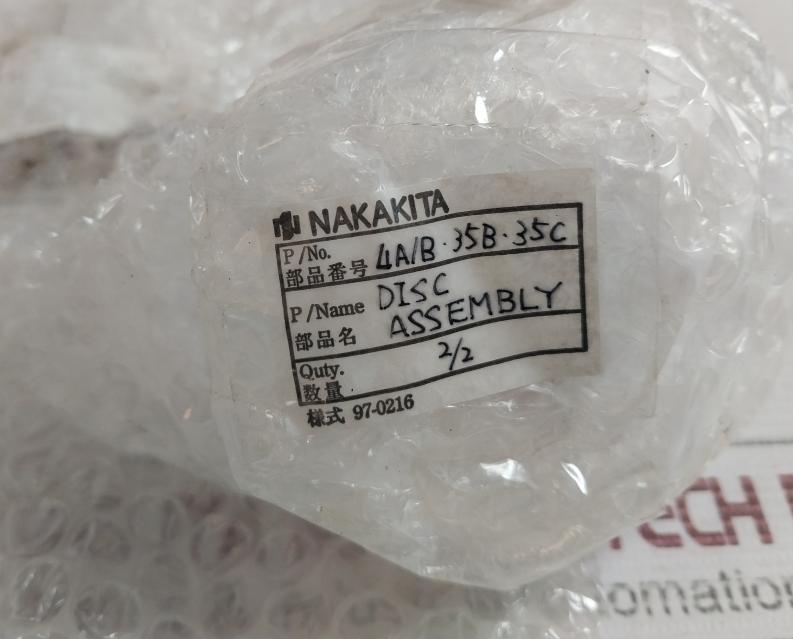 NAKAKITA
P/No. 4A/B・35B・35C
部品番号
P/Name DISC
部品名 ASSEMBLY
Quty. 2/2
数量
様式 97-0216
TECH
omation